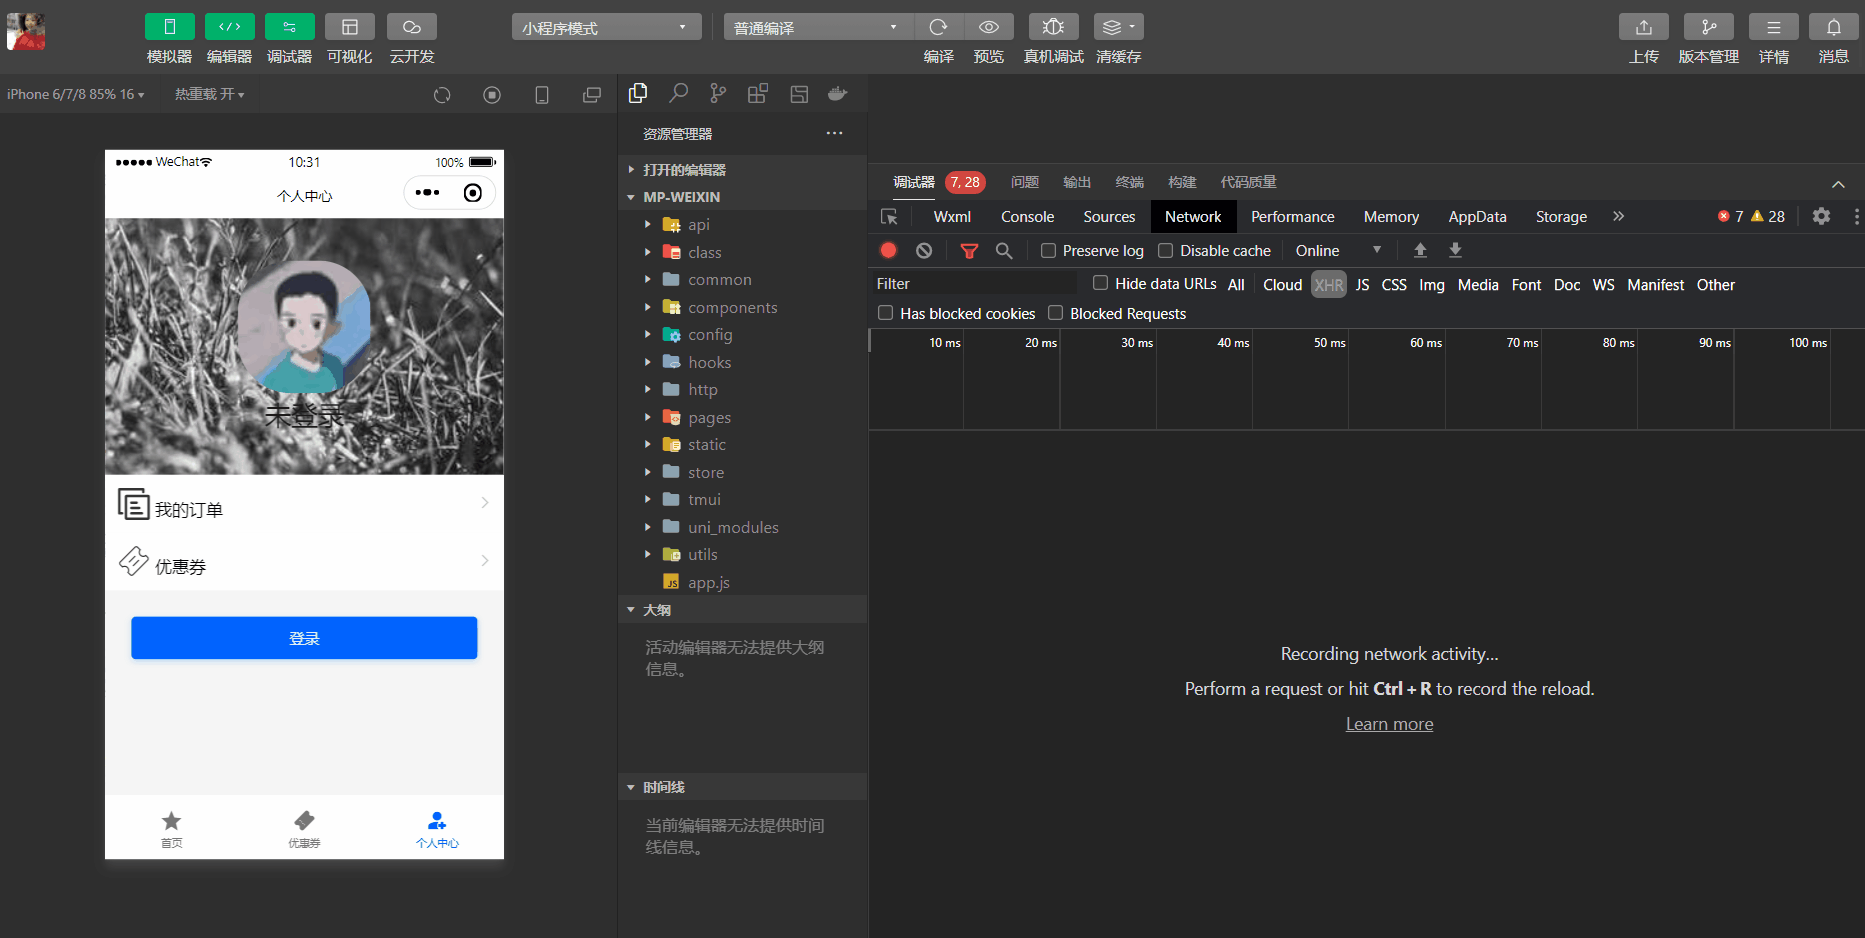 小程序模式
普通编译
模拟器 编辑器 调试器 可视化 云开发
编译 预览 真机调试 清缓存
上传 版本管理 详情 消息
iPhone 6/7/8 85% 16
热重载 开
WeChat 10:31 100%
个人中心
未登录
我的订单
优惠券
登录
首页 优惠券 个人中心
资源管理器
打开的编辑器
MP-WEIXIN
api
class
common
components
config
hooks
http
pages
static
store
tmui
uni_modules
utils
JS app.js
大纲
活动编辑器无法提供大纲
信息。
时间线
当前编辑器无法提供时间
线信息。
调试器 7, 28 问题 输出 终端 构建 代码质量
Wxml Console Sources Network Performance Memory AppData Storage 7 28
Preserve log Disable cache Online
Filter Hide data URLs All Cloud XHR JS CSS Img Media Font Doc WS Manifest Other
Has blocked cookies Blocked Requests
10 ms 20 ms 30 ms 40 ms 50 ms 60 ms 70 ms 80 ms 90 ms 100 ms
Recording network activity...
Perform a request or hit Ctrl + R to record the reload.
Learn more